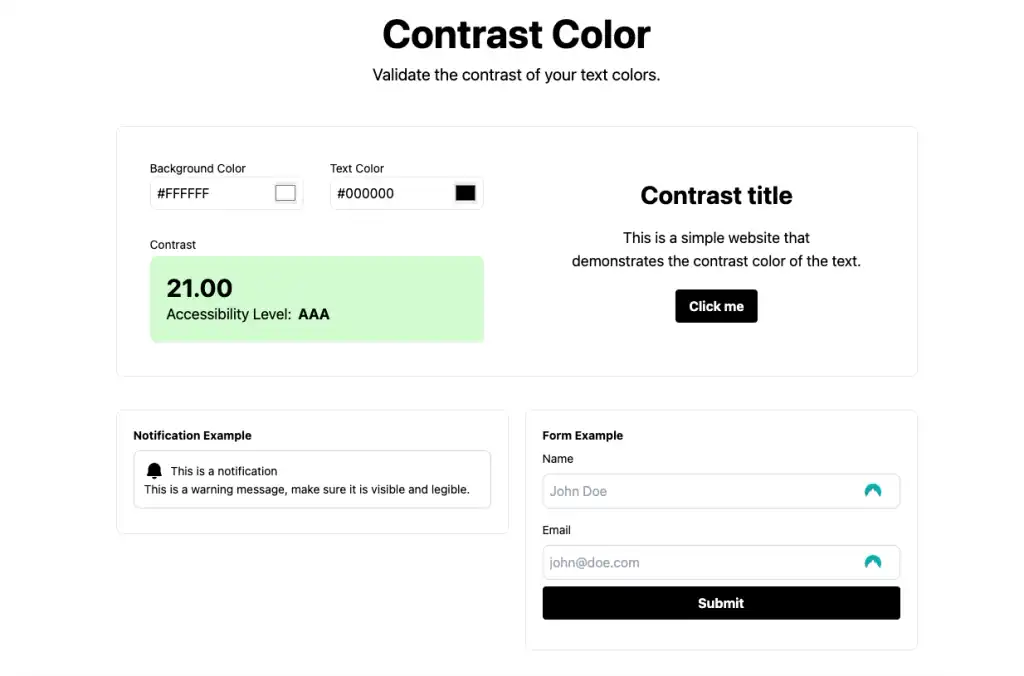 Contrast Color
Validate the contrast of your text colors.
Background Color
#FFFFFF
Text Color
#000000
Contrast
21.00
Accessibility Level: AAA
Contrast title
This is a simple website that
demonstrates the contrast color of the text.
Click me
Notification Example
This is a notification
This is a warning message, make sure it is visible and legible.
Form Example
Name
John Doe
Email
john@doe.com
Submit